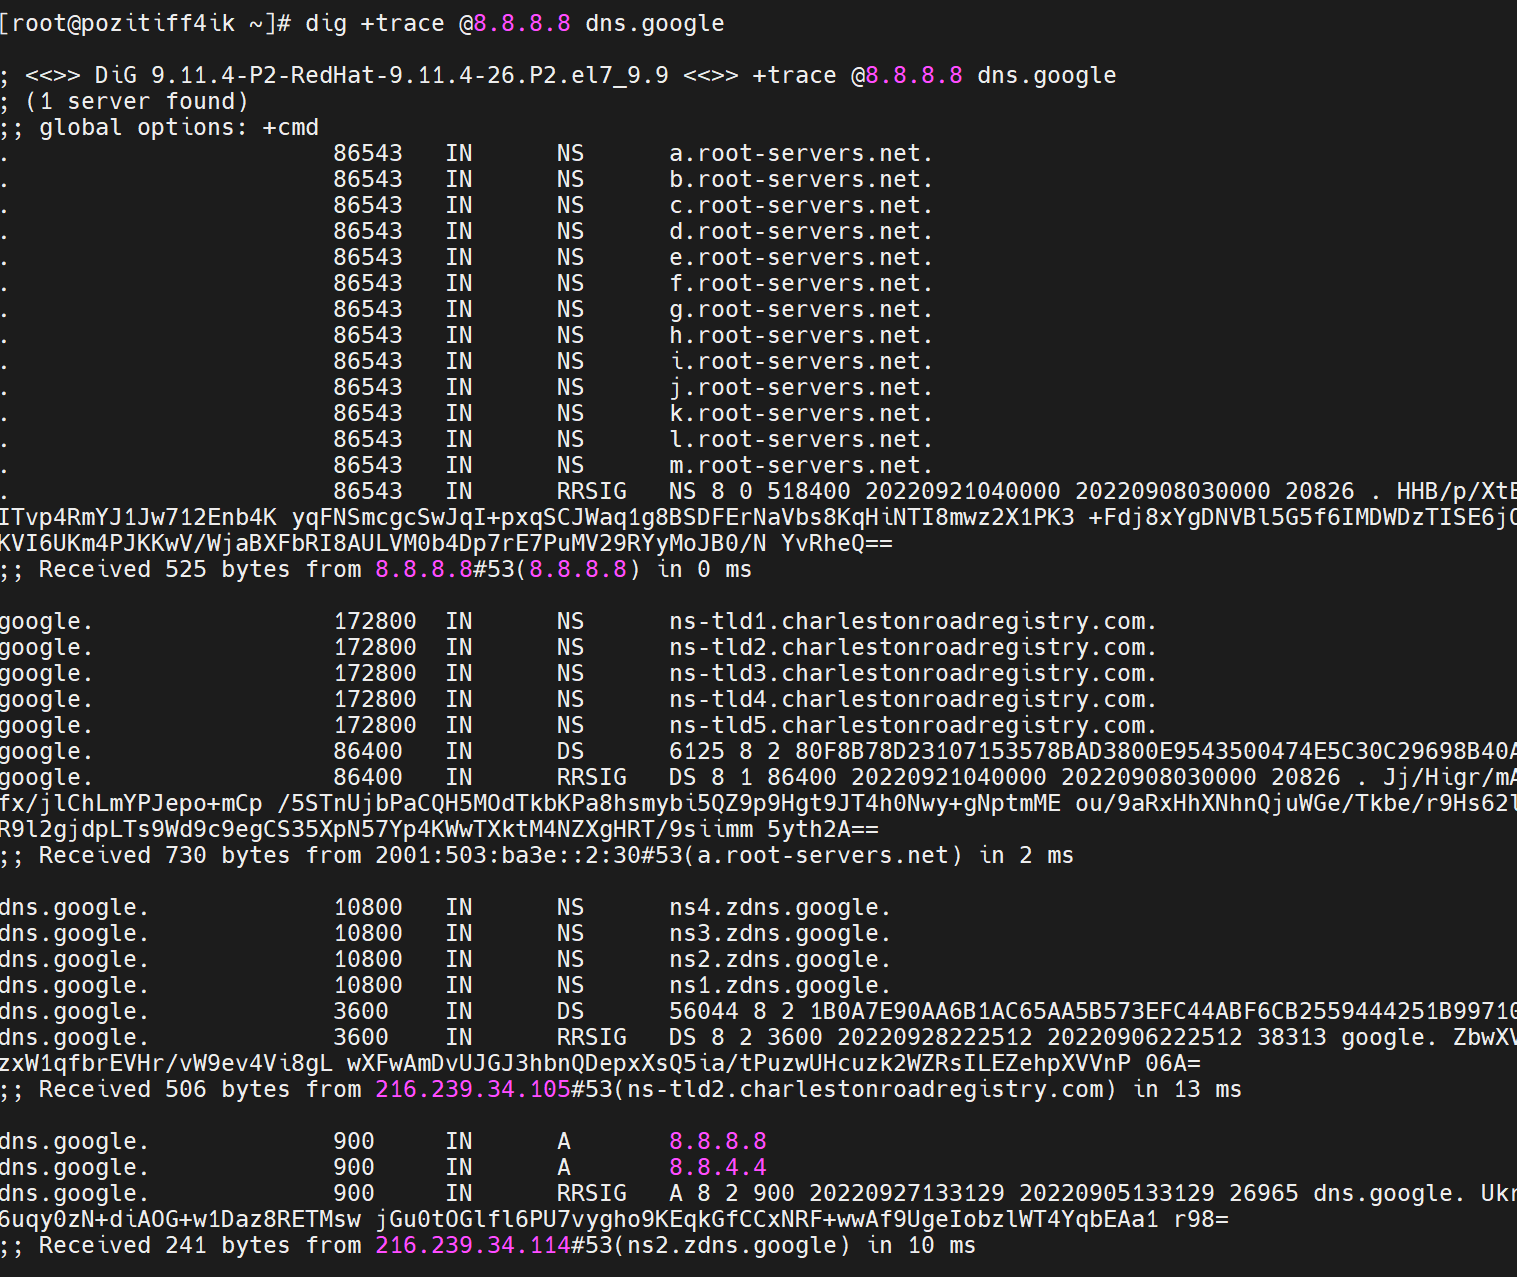 [root@pozitiff4ik ~]# dig +trace @8.8.8.8 dns.google
; <<>> DiG 9.11.4-P2-RedHat-9.11.4-26.P2.el7_9.9 <<>> +trace @8.8.8.8 dns.google
; (1 server found)
;; global options: +cmd
. 86543 IN NS a.root-servers.net.
. 86543 IN NS b.root-servers.net.
. 86543 IN NS c.root-servers.net.
. 86543 IN NS d.root-servers.net.
. 86543 IN NS e.root-servers.net.
. 86543 IN NS f.root-servers.net.
. 86543 IN NS g.root-servers.net.
. 86543 IN NS h.root-servers.net.
. 86543 IN NS i.root-servers.net.
. 86543 IN NS j.root-servers.net.
. 86543 IN NS k.root-servers.net.
. 86543 IN NS l.root-servers.net.
. 86543 IN NS m.root-servers.net.
. 86543 IN RRSIG NS 8 0 518400 20220921040000 20220908030000 20826 . HHB/p/XtE
ITvp4RmYJ1Jw712Enb4K yqFNSmcgcSwJqI+pxqSCJWaq1g8BSDFErNaVbs8KqHiNTI8mwz2X1PK3 +Fdj8xYgDNVBl5G5f6IMDWDzTISE6jO
KVI6UKm4PJKKwV/WjaBXFbRI8AULVM0b4Dp7rE7PuMV29RYyMoJB0/N YvRheQ==
;; Received 525 bytes from 8.8.8.8#53(8.8.8.8) in 0 ms
google. 172800 IN NS ns-tld1.charlestonroadregistry.com.
google. 172800 IN NS ns-tld2.charlestonroadregistry.com.
google. 172800 IN NS ns-tld3.charlestonroadregistry.com.
google. 172800 IN NS ns-tld4.charlestonroadregistry.com.
google. 172800 IN NS ns-tld5.charlestonroadregistry.com.
google. 86400 IN DS 6125 8 2 80F8B78D23107153578BAD3800E9543500474E5C30C29698B40A
google. 86400 IN RRSIG DS 8 1 86400 20220921040000 20220908030000 20826 . Jj/Higr/mA
fx/jlChLmYPJepo+mCp /5STnUjbPaCQH5MOdTkbKPa8hsmybi5QZ9p9Hgt9JT4h0Nwy+gNptmME ou/9aRxHhXNhnQjuWGe/Tkbe/r9Hs62l
R9l2gjdpLTs9Wd9c9egCS35XpN57Yp4KWwTXktM4NZXgHRT/9siimm 5yth2A==
;; Received 730 bytes from 2001:503:ba3e::2:30#53(a.root-servers.net) in 2 ms
dns.google. 10800 IN NS ns4.zdns.google.
dns.google. 10800 IN NS ns3.zdns.google.
dns.google. 10800 IN NS ns2.zdns.google.
dns.google. 10800 IN NS ns1.zdns.google.
dns.google. 3600 IN DS 56044 8 2 1B0A7E90AA6B1AC65AA5B573EFC44ABF6CB2559444251B99710
dns.google. 3600 IN RRSIG DS 8 2 3600 20220928222512 20220906222512 38313 google. ZbwXV
zxW1qfbrEVHr/vW9ev4Vi8gL wXFwAmDvUJGJ3hbnQDepxXsQ5ia/tPuzwUHcuzk2WZRsILEZehpXVVnP 06A=
;; Received 506 bytes from 216.239.34.105#53(ns-tld2.charlestonroadregistry.com) in 13 ms
dns.google. 900 IN A 8.8.8.8
dns.google. 900 IN A 8.8.4.4
dns.google. 900 IN RRSIG A 8 2 900 20220927133129 20220905133129 26965 dns.google. Ukr
6uqy0zN+diAOG+w1Daz8RETMsw jGu0tOGlfl6PU7vygho9KEqkGfCCxNRF+wwAf9UgeIobzlWT4YqbEAa1 r98=
;; Received 241 bytes from 216.239.34.114#53(ns2.zdns.google) in 10 ms